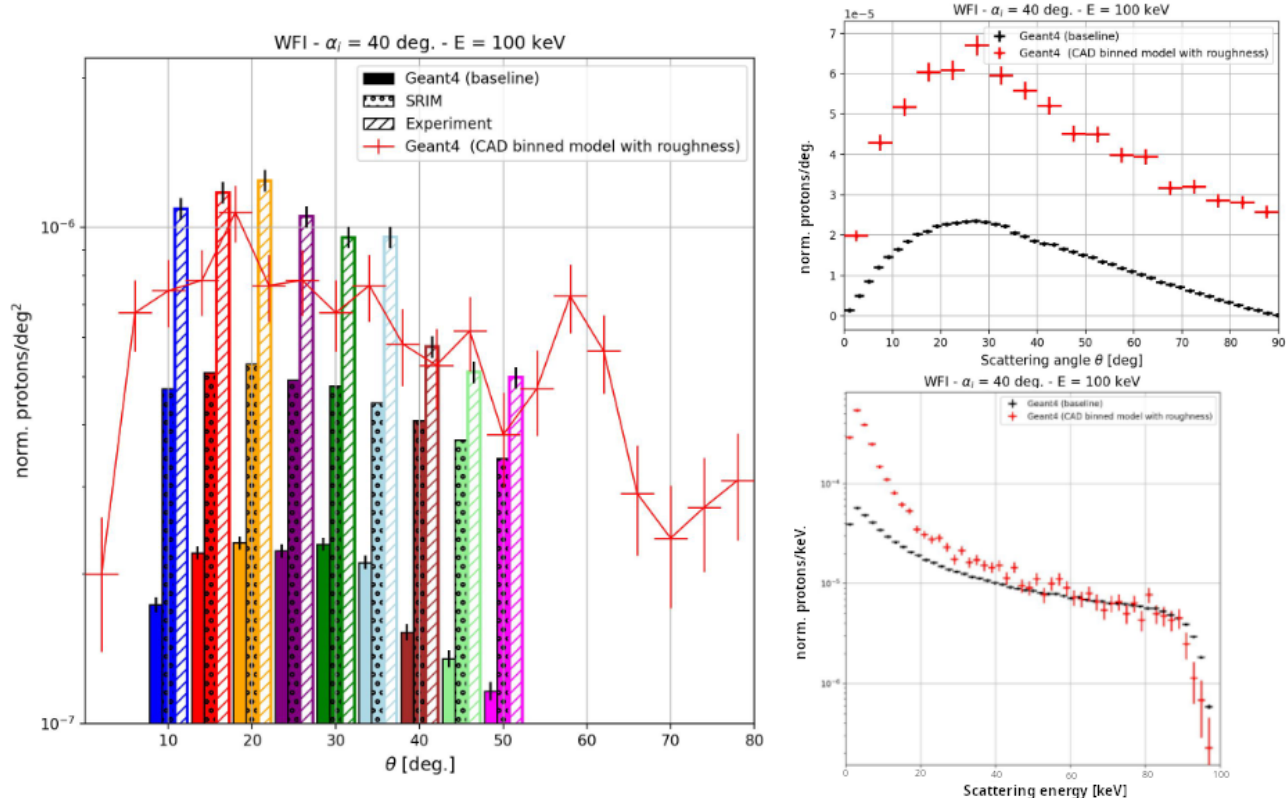 WFI - αᵢ = 40 deg. - E = 100 keV
Geant4 (baseline)
SRIM
Experiment
Geant4 (CAD binned model with roughness)
10⁻⁶
10⁻⁷
norm. protons/deg²
10 20 30 40 50 60 70 80
θ [deg.]
WFI - αᵢ = 40 deg. - E = 100 keV
1e-5
Geant4 (baseline)
Geant4 (CAD binned model with roughness)
7
6
5
4
3
2
1
0
norm. protons/deg.
0 10 20 30 40 50 60 70 80 90
Scattering angle θ [deg]
WFI - αᵢ = 40 deg. - E = 100 keV
Geant4 (baseline)
Geant4 (CAD binned model with roughness)
10⁻⁴
10⁻⁵
10⁻⁶
norm. protons/keV.
0 20 40 60 80 100
Scattering energy [keV]